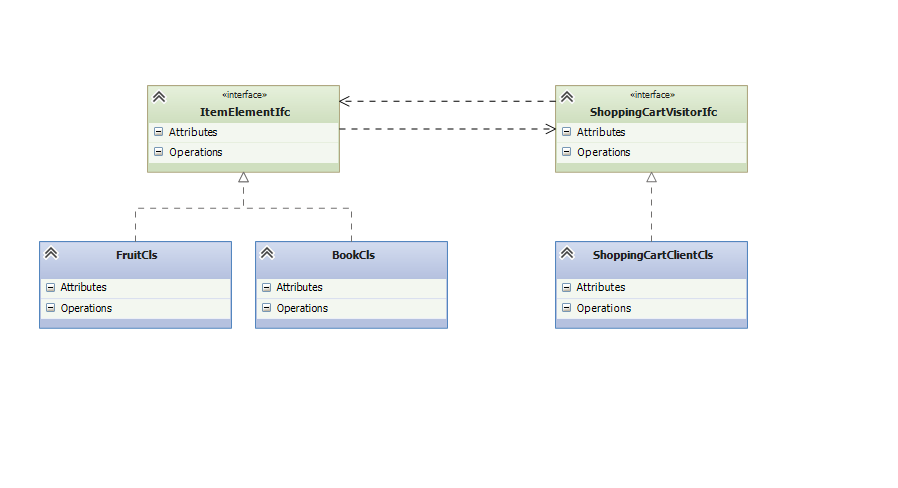 «interface»
ItemElementIfc
Attributes
Operations
«interface»
ShoppingCartVisitorIfc
Attributes
Operations
FruitCls
Attributes
Operations
BookCls
Attributes
Operations
ShoppingCartClientCls
Attributes
Operations